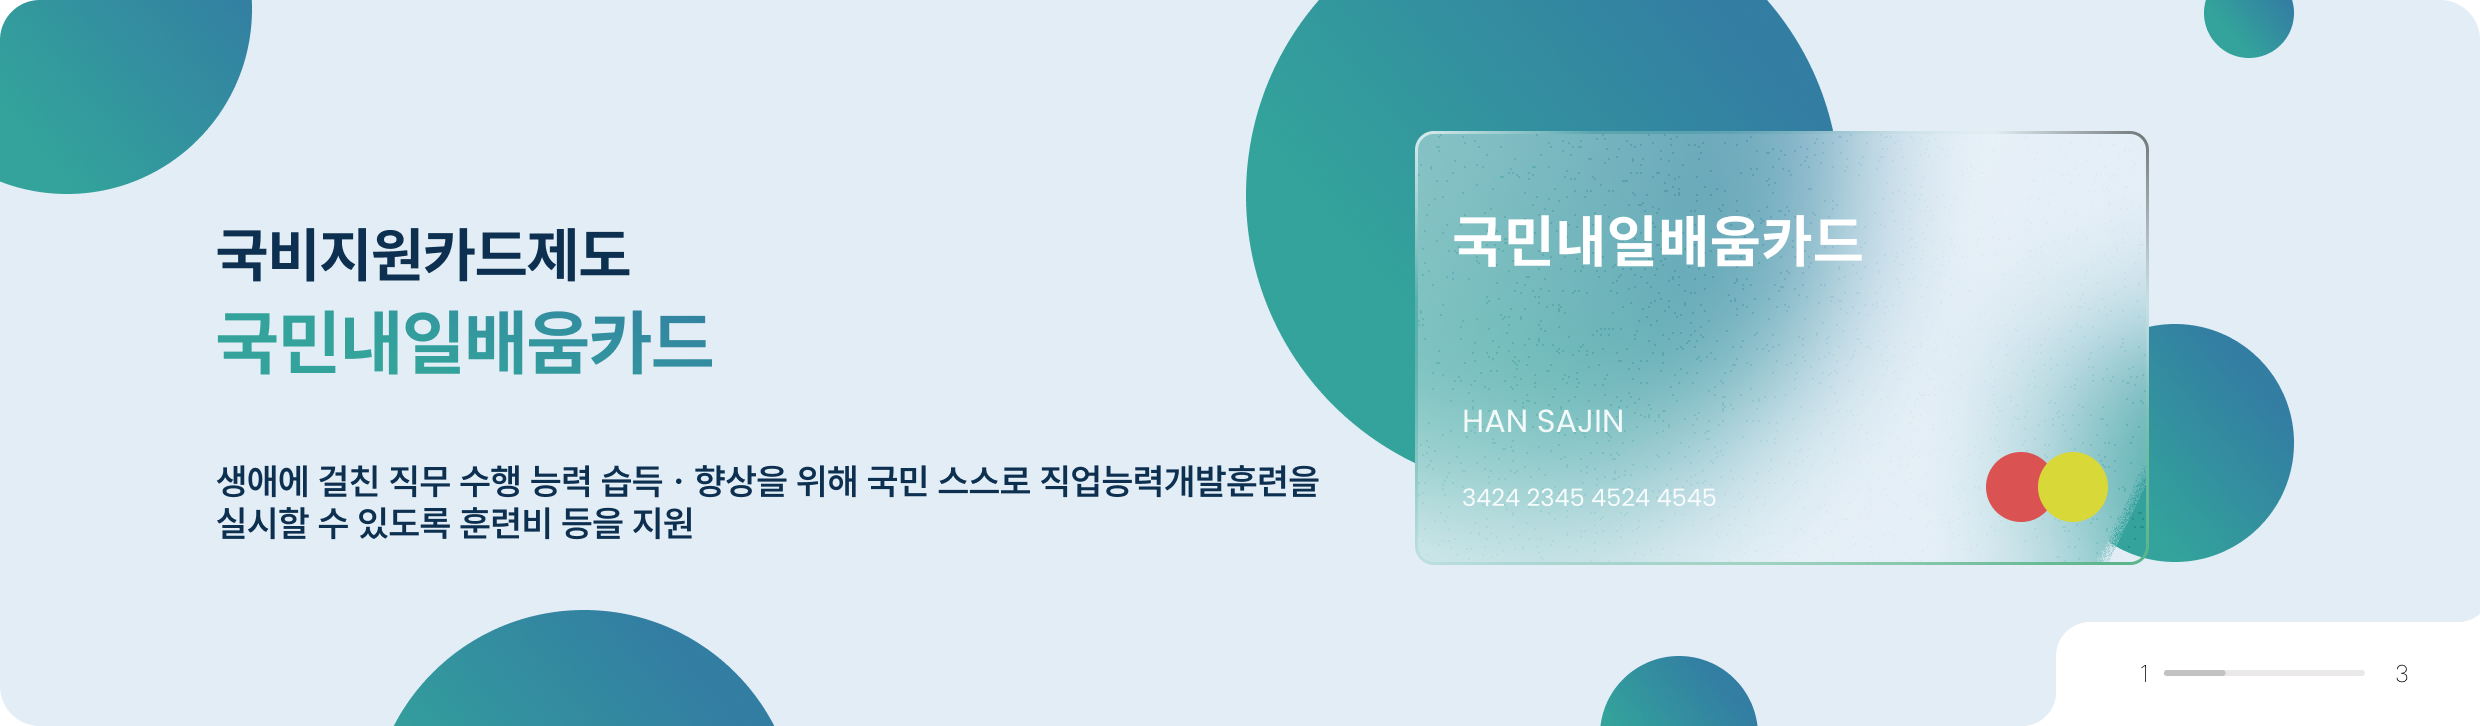 국비지원카드제도
국민내일배움카드
생애에 걸친 직무 수행 능력 습득 · 향상을 위해 국민 스스로 직업능력개발훈련을
실시할 수 있도록 훈련비 등을 지원
국민내일배움카드
HAN SAJIN
3424 2345 4524 4545
1 3